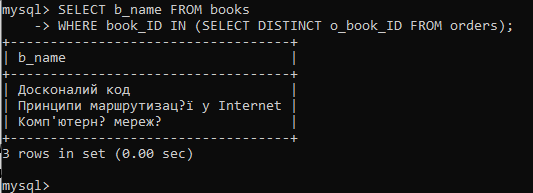 mysql> SELECT b_name FROM books
    -> WHERE book_ID IN (SELECT DISTINCT o_book_ID FROM orders);
+-----------------------------------+
| b_name                            |
+-----------------------------------+
| Досконалий код                    |
| Принципи маршрутизац?ї у Internet |
| Комп'ютерн? мереж?                |
+-----------------------------------+
3 rows in set (0.00 sec)
mysql>